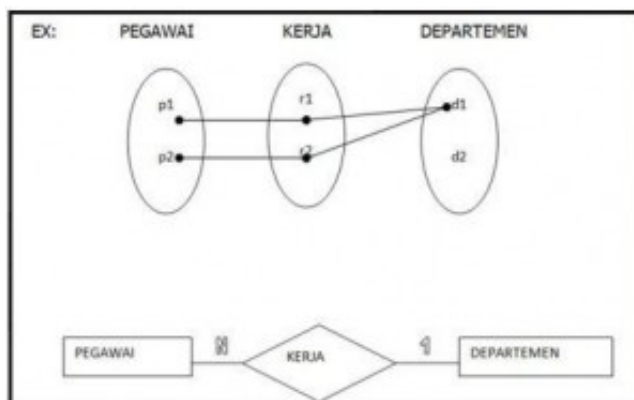 EX: PEGAWAI KERJA DEPARTEMEN
p1 r1 d1
p2 r2 d2
N 1
PEGAWAI KERJA DEPARTEMEN